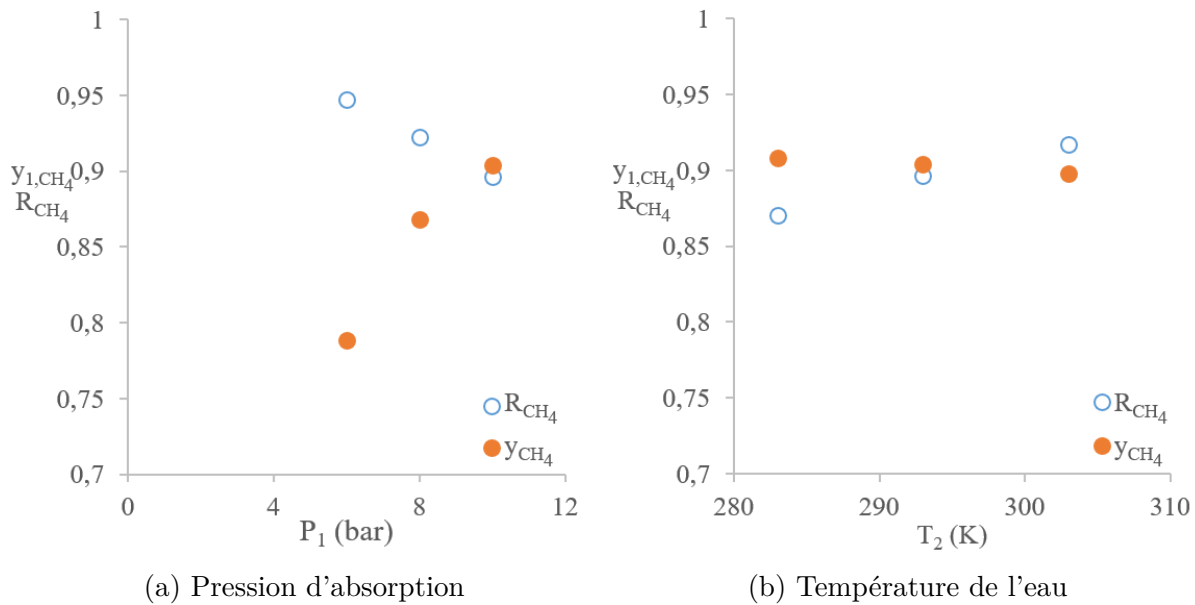 1
0,95
y1,CH4
0,9
RCH4
0,85
0,8
0,75
0,7
0
4
8
12
P1 (bar)
RCH4
yCH4
(a) Pression d'absorption
1
0,95
y1,CH4
0,9
RCH4
0,85
0,8
0,75
0,7
280
290
300
310
T2 (K)
RCH4
yCH4
(b) Température de l'eau